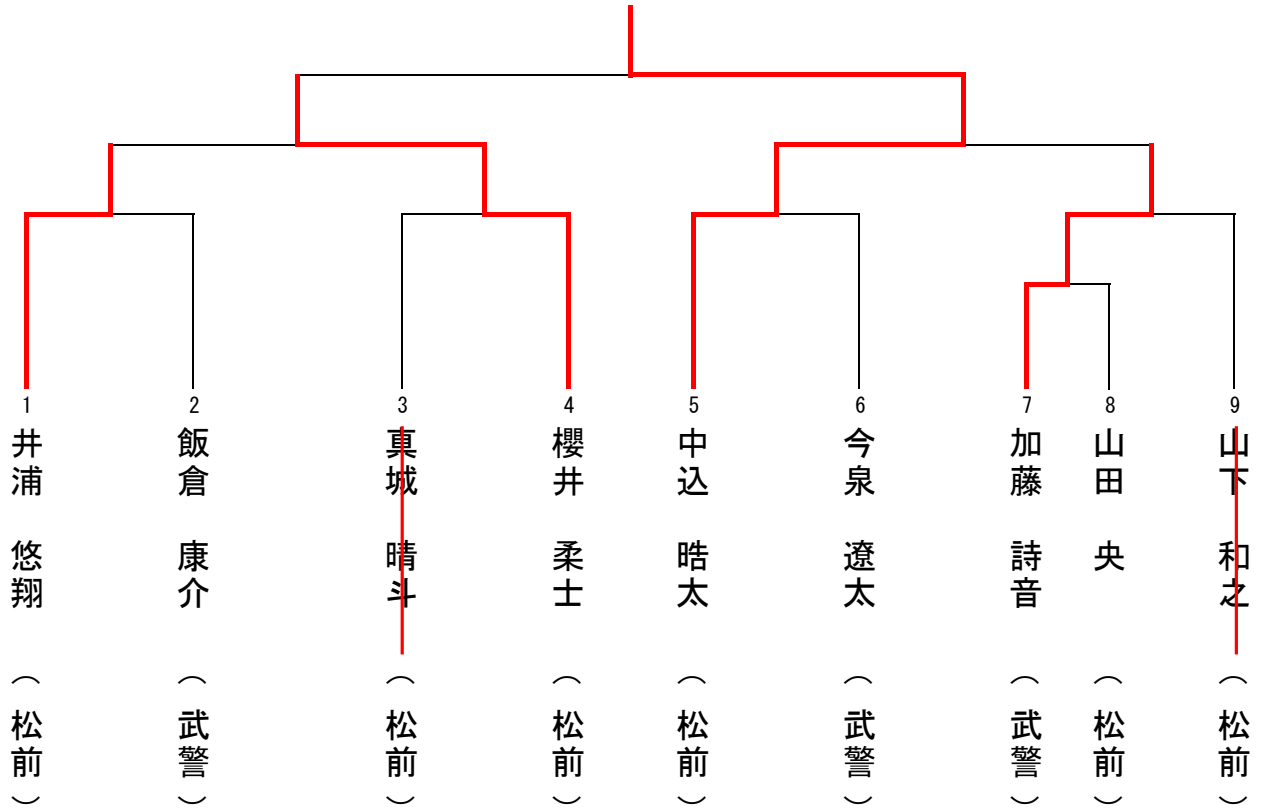 1
井浦 悠翔 (松前)
2
飯倉 康介 (武警)
3
真城 晴斗 (松前)
4
櫻井 柔士 (松前)
5
中込 晧太 (松前)
6
今泉 遼太 (武警)
7
加藤 詩音 (武警)
8
山田 央 (松前)
9
山下 和之 (松前)